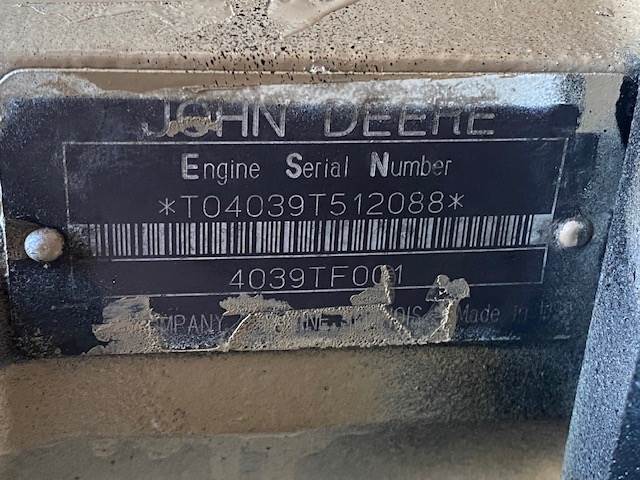 JOHN DEERE
Engine Serial Number
*T04039T512088*
4039TF001
Made in